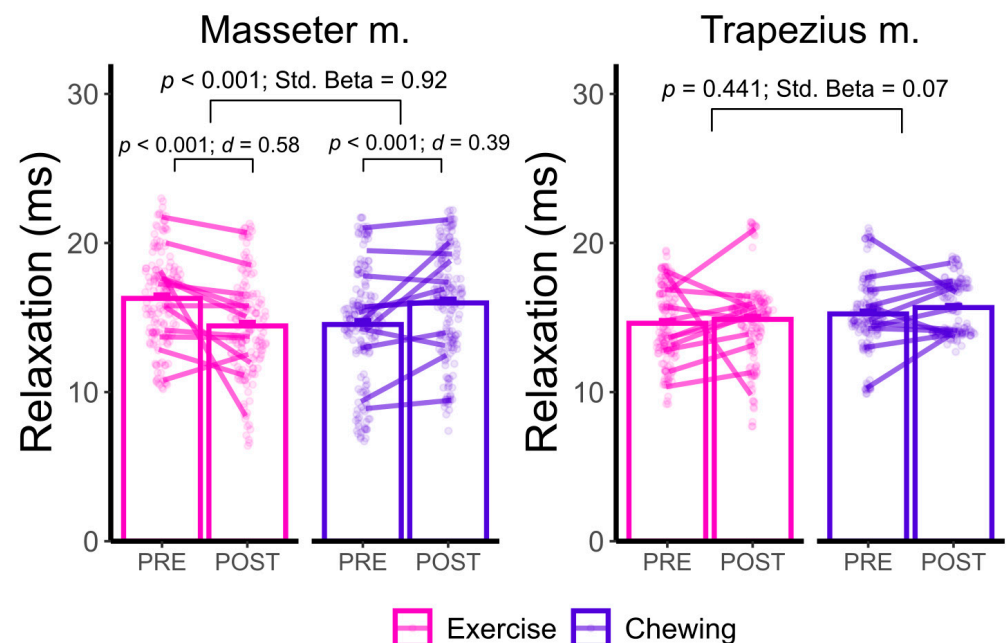 Masseter m.
Trapezius m.
p < 0.001; Std. Beta = 0.92
p = 0.441; Std. Beta = 0.07
p < 0.001; d = 0.58
p < 0.001; d = 0.39
Relaxation (ms)
30
20
10
0
PRE
POST
PRE
POST
Relaxation (ms)
30
20
10
0
PRE
POST
PRE
POST
Exercise
Chewing